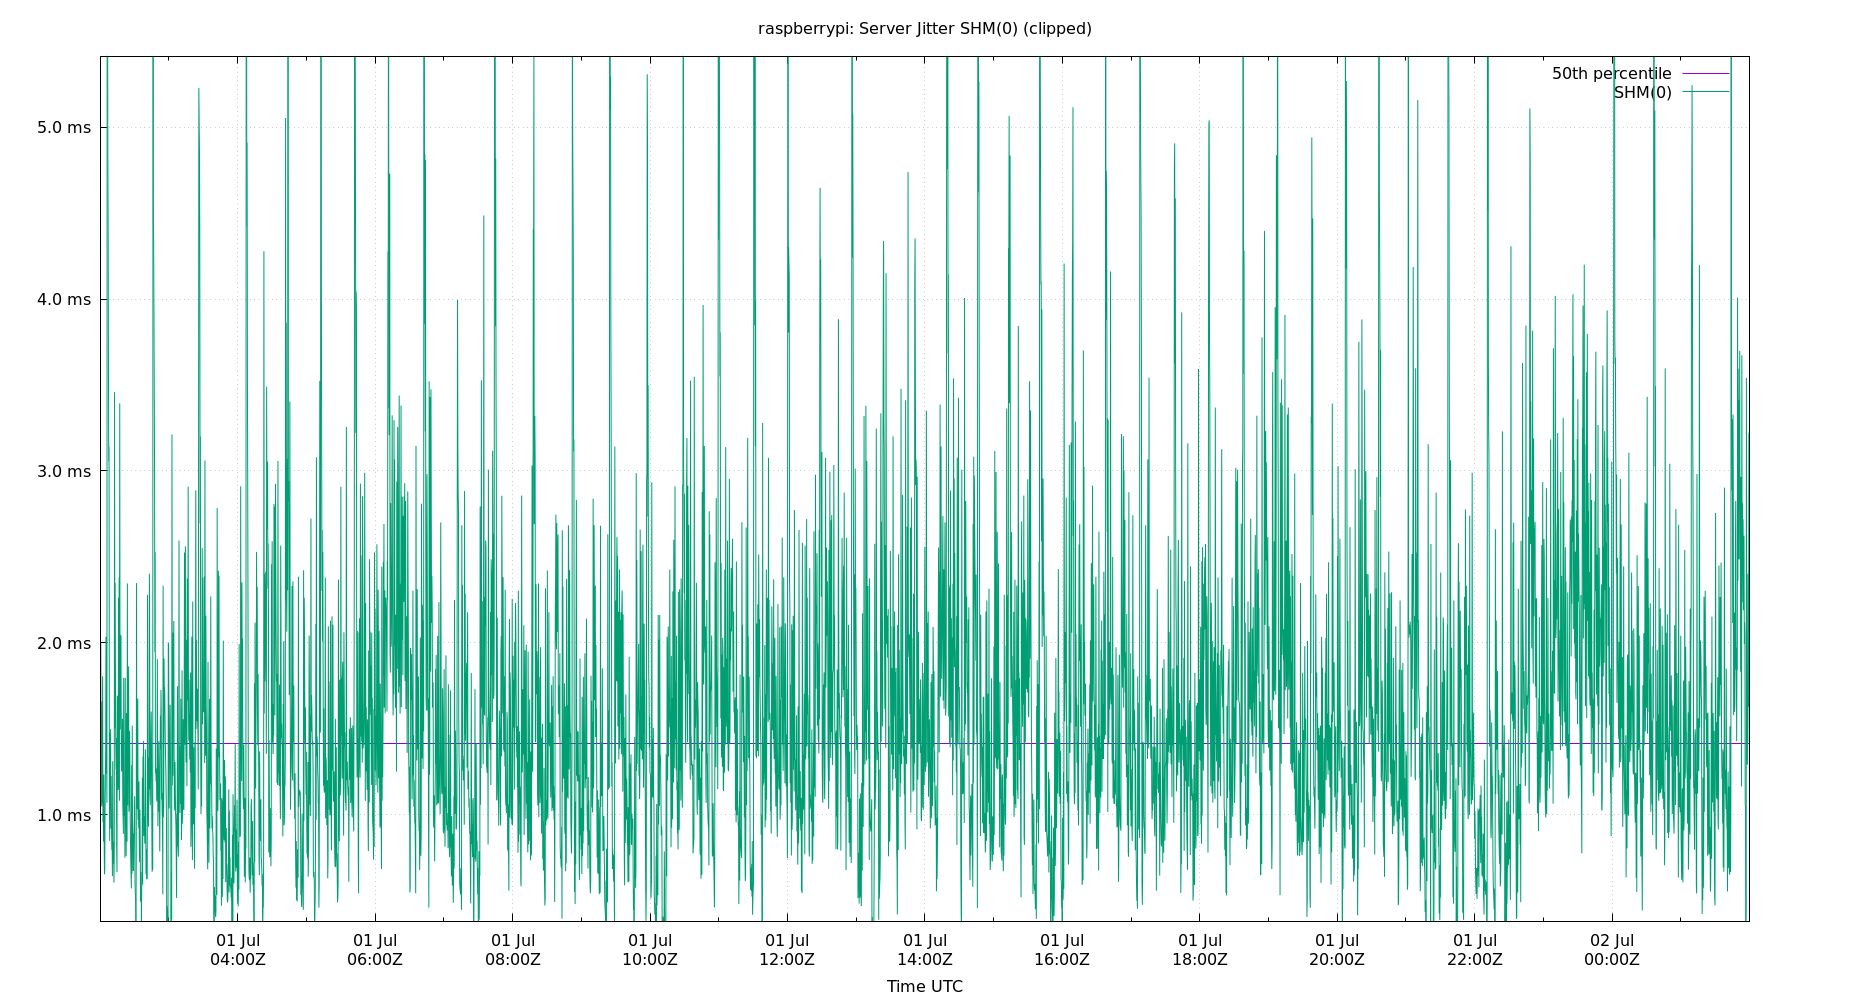 raspberrypi: Server Jitter SHM(0) (clipped)
50th percentile
SHM(0)
5.0 ms
4.0 ms
3.0 ms
2.0 ms
1.0 ms
01 Jul 01 Jul 01 Jul 01 Jul 01 Jul 01 Jul 01 Jul 01 Jul 01 Jul 01 Jul 02 Jul
04:00Z 06:00Z 08:00Z 10:00Z 12:00Z 14:00Z 16:00Z 18:00Z 20:00Z 22:00Z 00:00Z
Time UTC